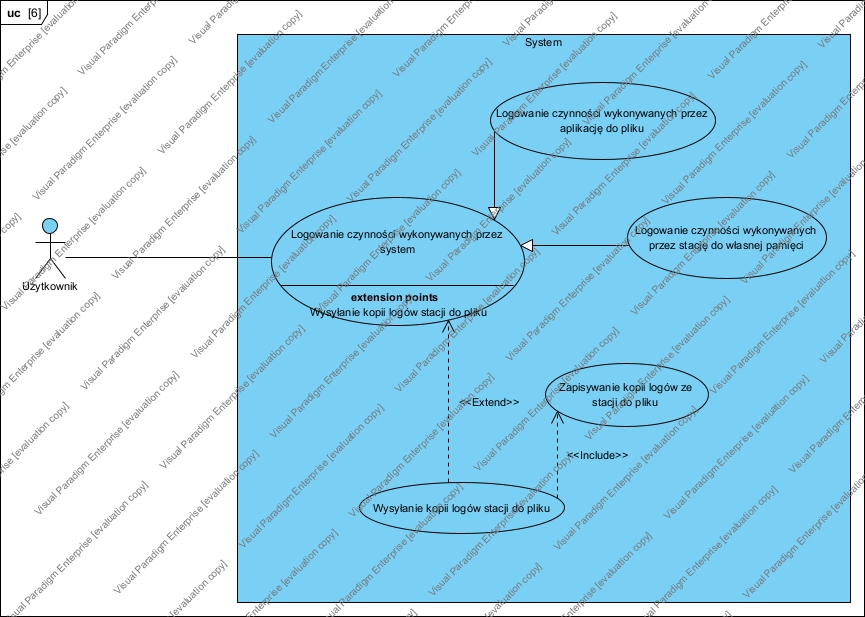 uc [6]
System
Logowanie czynności wykonywanych przez
aplikację do pliku
Logowanie czynności wykonywanych przez
system
extension points
Wysyłanie kopii logów stacji do pliku
Logowanie czynności wykonywanych
przez stację do własnej pamięci
Użytkownik
<<Extend>>
Zapisywanie kopii logów ze
stacji do pliku
<<Include>>
Wysyłanie kopii logów stacji do pliku
Visual Paradigm Enterprise [evaluation copy]